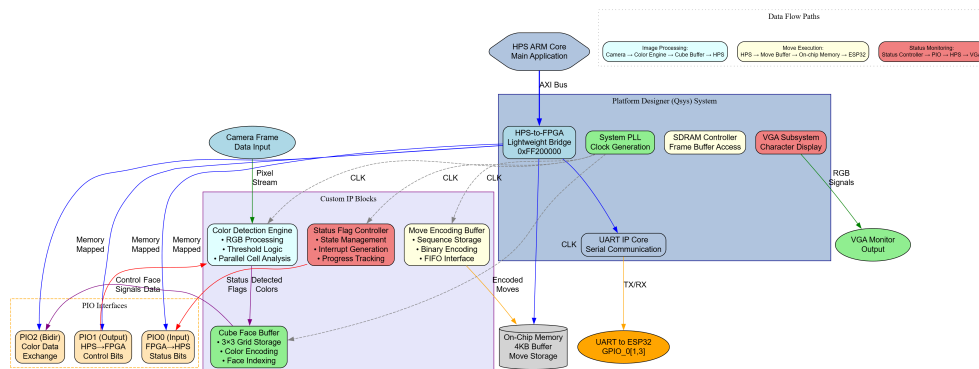 Data Flow Paths
Image Processing:
Camera → Color Engine → Cube Buffer → HPS
Move Execution:
HPS → Move Buffer → On-chip Memory → ESP32
Status Monitoring:
Status Controller → PIO → HPS → VGA
HPS ARM Core
Main Application
AXI Bus
Platform Designer (Qsys) System
HPS-to-FPGA
Lightweight Bridge
0xFF200000
System PLL
Clock Generation
SDRAM Controller
Frame Buffer Access
VGA Subsystem
Character Display
Camera Frame
Data Input
Pixel
Stream
CLK
CLK
CLK
RGB
Signals
Custom IP Blocks
Color Detection Engine
• RGB Processing
• Threshold Logic
• Parallel Cell Analysis
Status Flag Controller
• State Management
• Interrupt Generation
• Progress Tracking
Move Encoding Buffer
• Sequence Storage
• Binary Encoding
• FIFO Interface
UART IP Core
Serial Communication
CLK
VGA Monitor
Output
Memory
Mapped
Memory
Mapped
Memory
Mapped
Control
Signals
Face
Data
Status
Flags
Detected
Colors
Encoded
Moves
TX/RX
PIO Interfaces
PIO2 (Bidir)
Color Data
Exchange
PIO1 (Output)
HPS→FPGA
Control Bits
PIO0 (Input)
FPGA→HPS
Status Bits
Cube Face Buffer
• 3×3 Grid Storage
• Color Encoding
• Face Indexing
On-Chip Memory
4KB Buffer
Move Storage
UART to ESP32
GPIO_0[1,3]